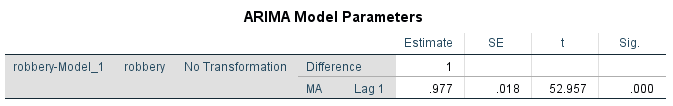 ARIMA Model Parameters
Estimate SE t Sig.
robbery-Model_1 robbery No Transformation Difference 1
MA Lag 1 .977 .018 52.957 .000